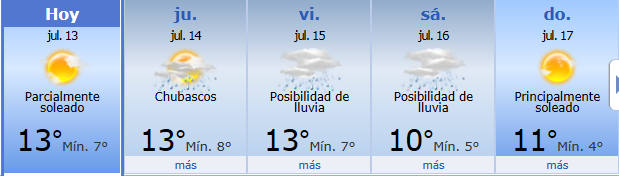 Hoy
jul. 13
Parcialmente
soleado
13° Mín. 7°
ju.
jul. 14
Chubascos
13° Mín. 8°
más
vi.
jul. 15
Posibilidad de
lluvia
13° Mín. 7°
más
sá.
jul. 16
Posibilidad de
lluvia
10° Mín. 5°
más
do.
jul. 17
Principalmente
soleado
11° Mín. 4°
más